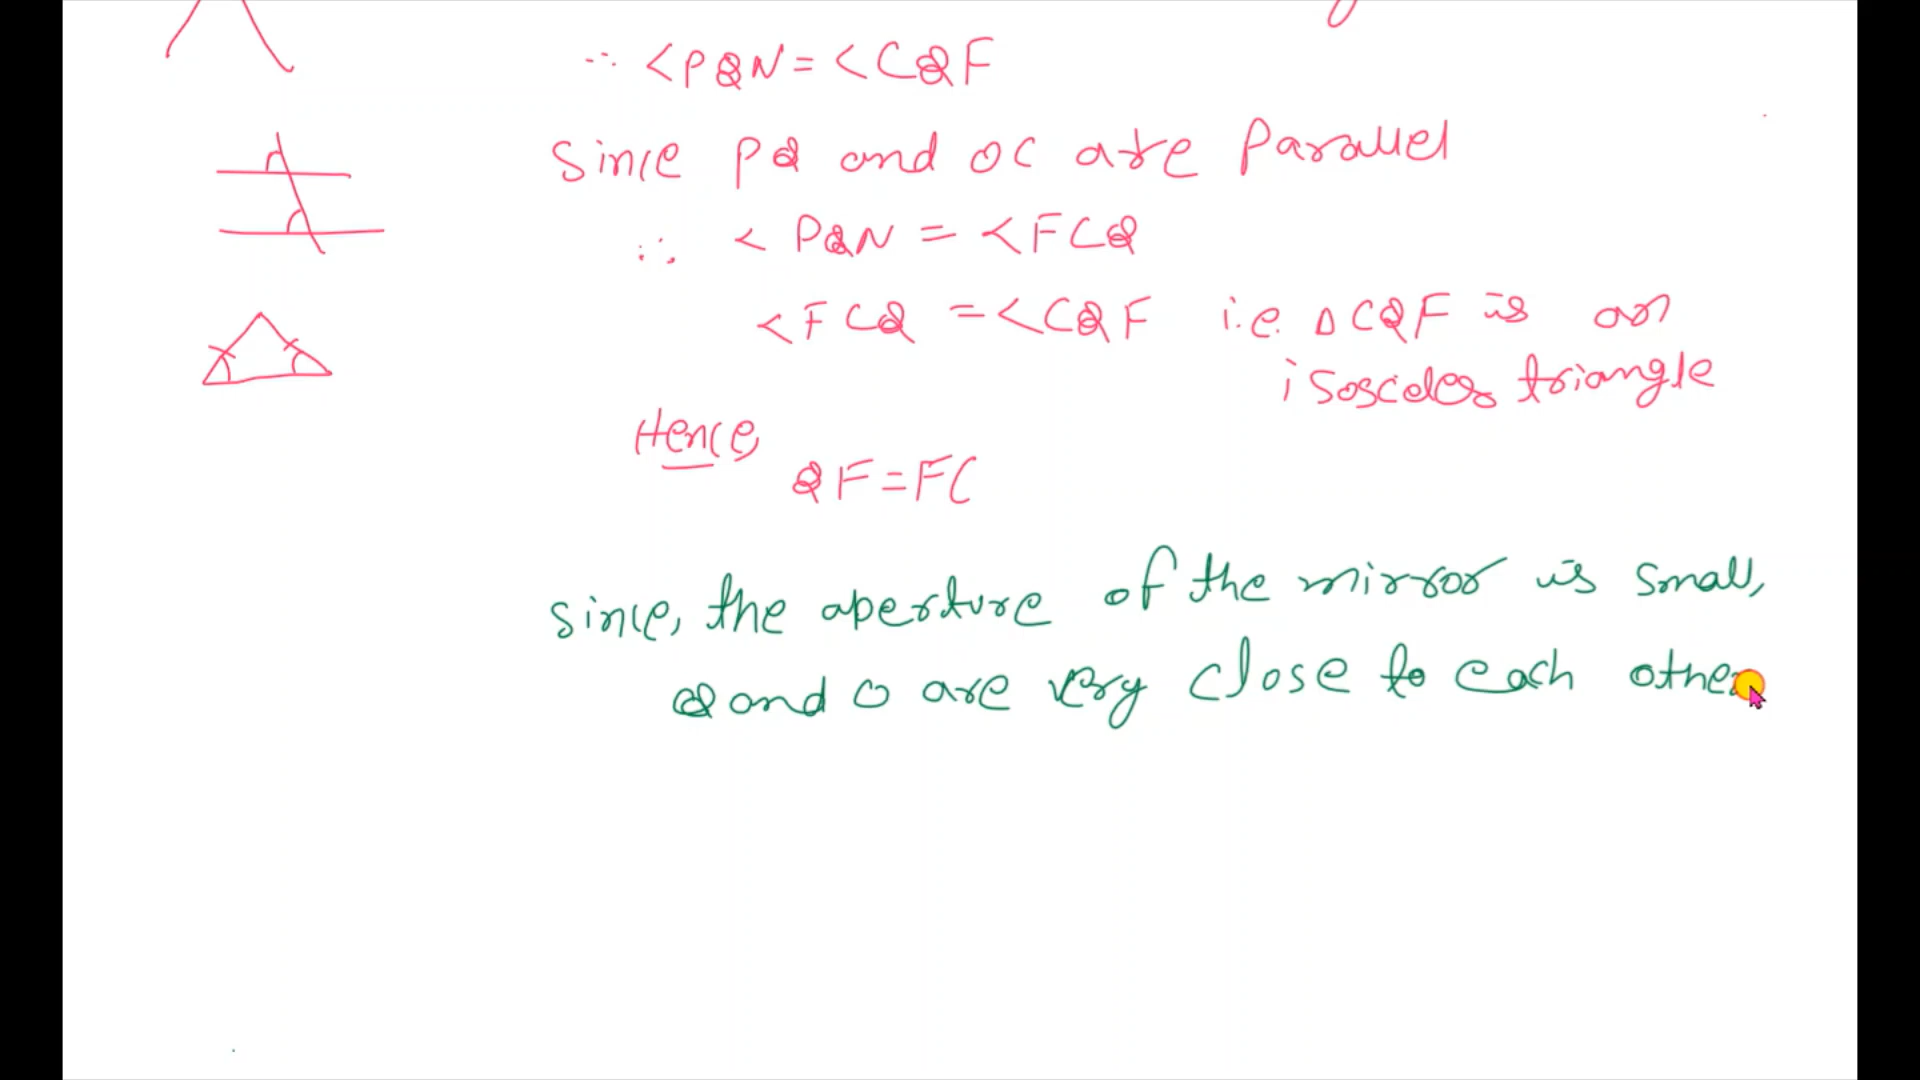 ∴ <PQN = <CQF
Since PQ and OC are Parallel
∴ < PQN = <FCQ
<FCQ = <CQF i.e. Δ CQF is an
isosceles triangle
Hence,
QF = FC
Since, the aperture of the mirror is small,
Q and O are very close to each other